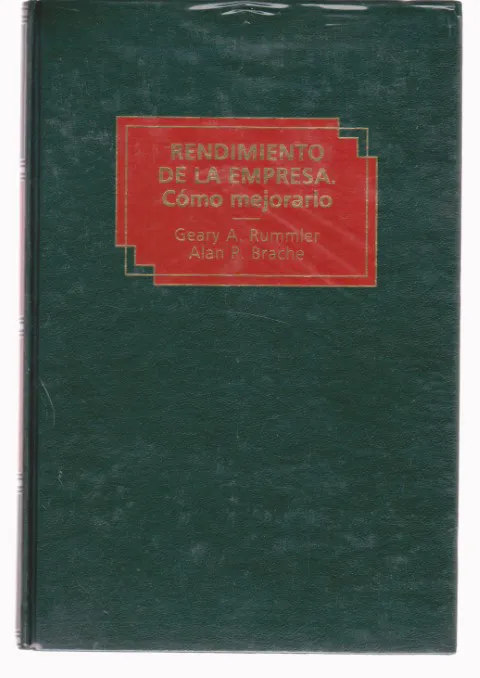 RENDIMIENTO
DE LA EMPRESA.
Cómo mejorarlo
Geary A. Rummler
Alan P. Brache